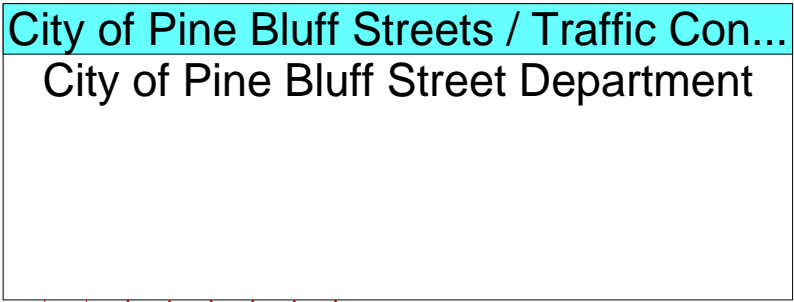 City of Pine Bluff Streets / Traffic Con...
City of Pine Bluff Street Department